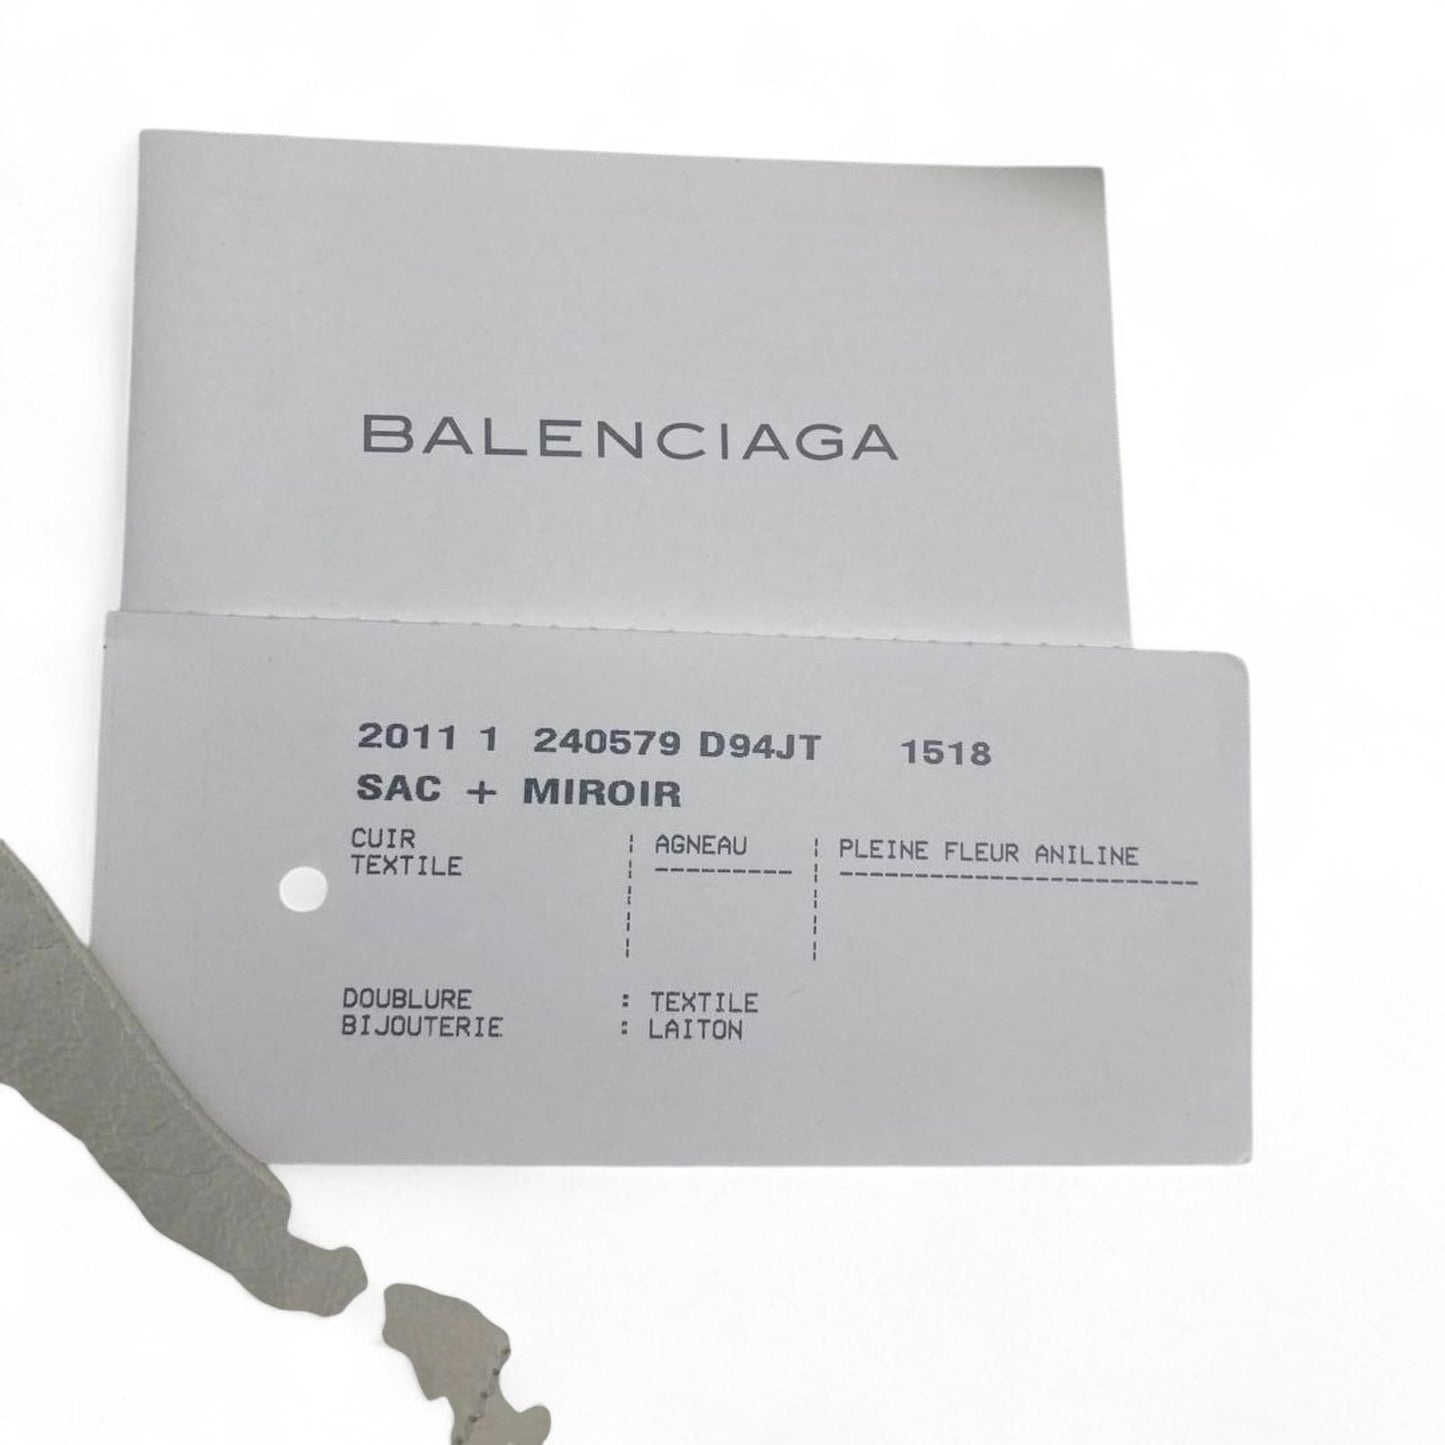 BALENCIAGA
2011 1 240579 D94JT 1518
SAC + MIROIR
CUIR AGNEAU PLEINE FLEUR ANILINE
TEXTILE
DOUBLURE : TEXTILE
BIJOUTERIE : LAITON